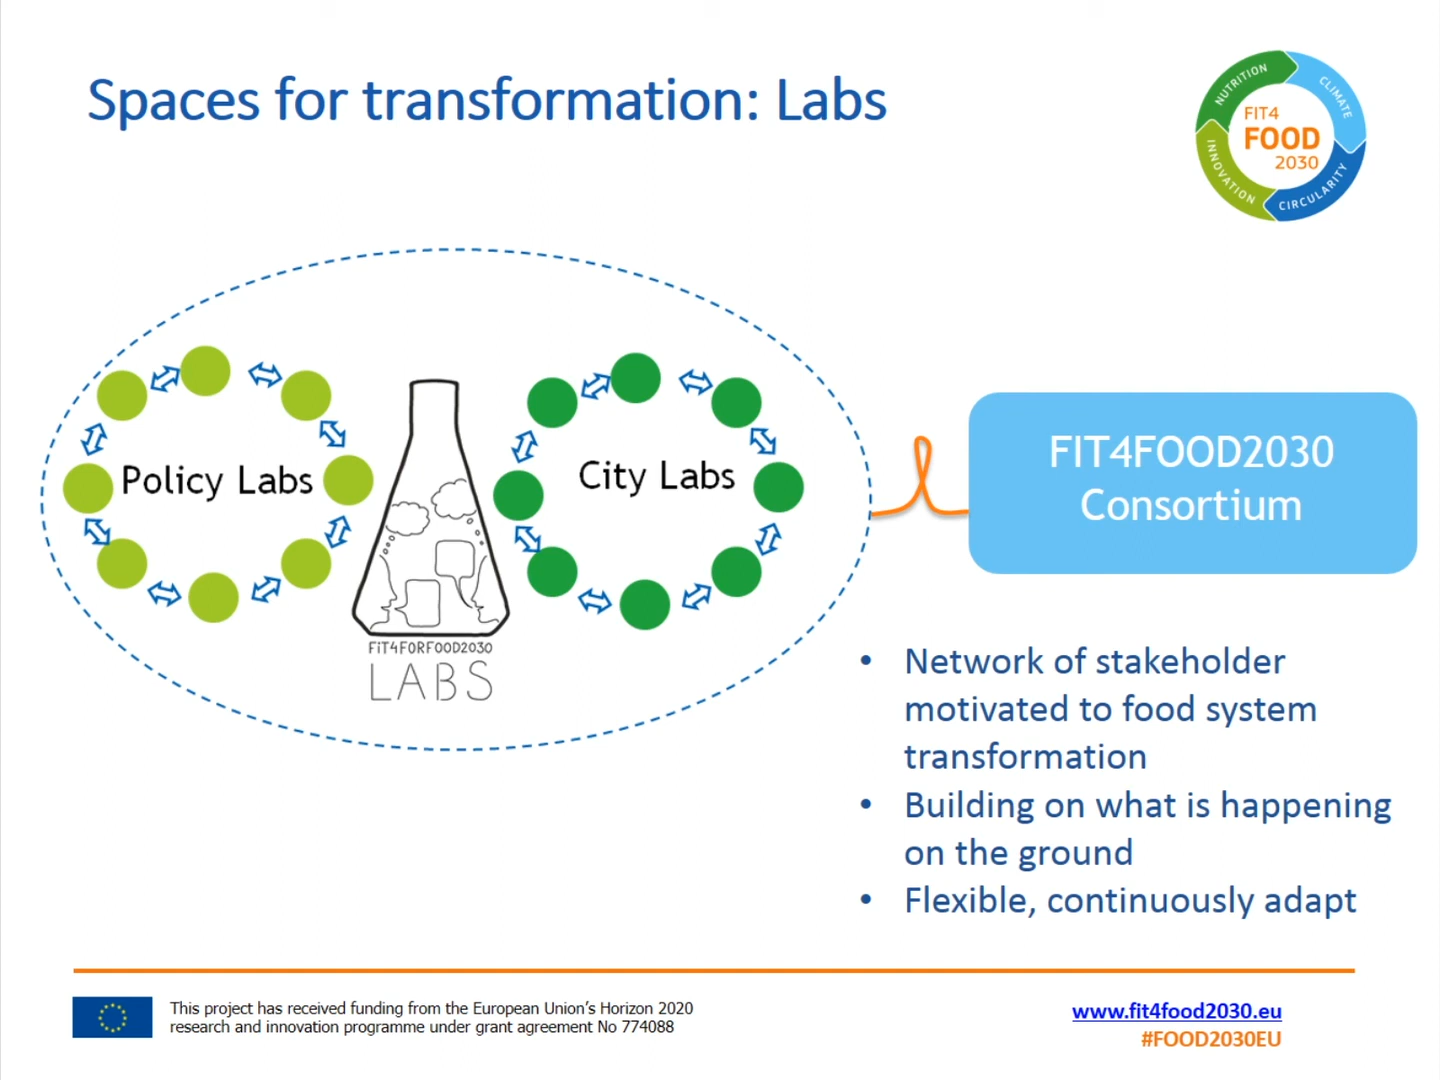 Spaces for transformation: Labs
NUTRITION
CLIMATE
CIRCULARITY
INNOVATION
FIT4
FOOD
2030
Policy Labs
City Labs
FIT4FORFOOD2030
LABS
FIT4FOOD2030
Consortium
• Network of stakeholder
motivated to food system
transformation
• Building on what is happening
on the ground
• Flexible, continuously adapt
This project has received funding from the European Union's Horizon 2020
research and innovation programme under grant agreement No 774088
www.fit4food2030.eu
#FOOD2030EU